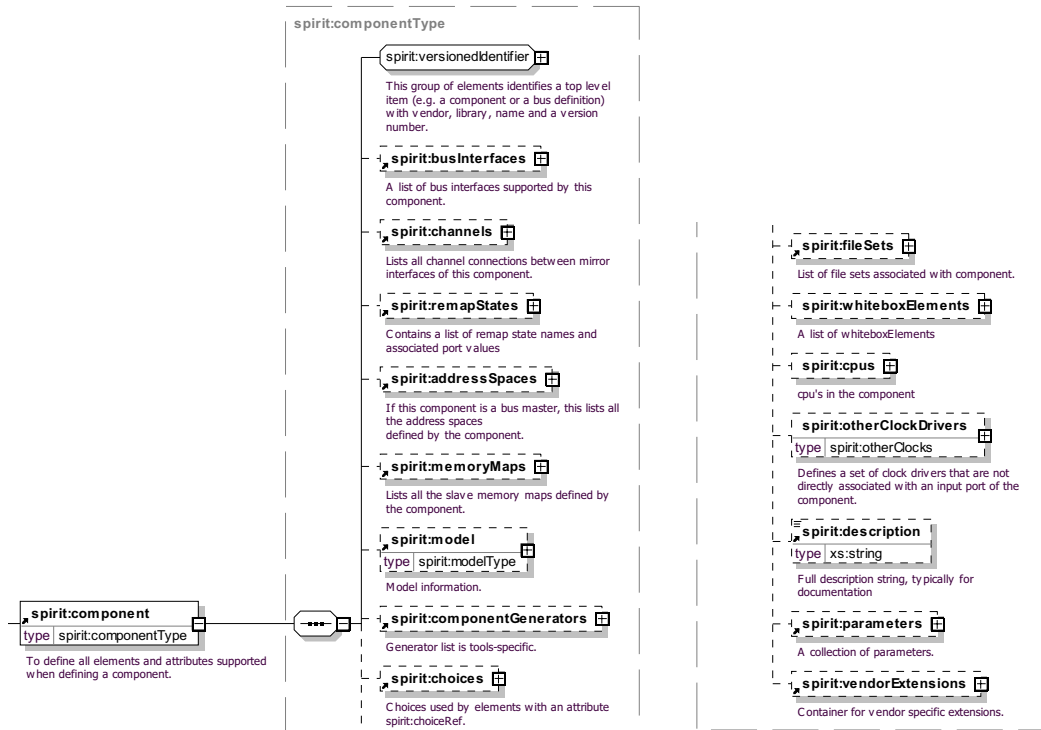 spirit:componentType
spirit:versionedIdentifier
This group of elements identifies a top level
item (e.g. a component or a bus definition)
with vendor, library, name and a version
number.
spirit:busInterfaces
A list of bus interfaces supported by this
component.
spirit:channels
Lists all channel connections between mirror
interfaces of this component.
spirit:remapStates
Contains a list of remap state names and
associated port values
spirit:addressSpaces
If this component is a bus master, this lists all
the address spaces
defined by the component.
spirit:memoryMaps
Lists all the slave memory maps defined by
the component.
spirit:model
type spirit:modelType
Model information.
spirit:component
type spirit:componentType
To define all elements and attributes supported
when defining a component.
spirit:componentGenerators
Generator list is tools-specific.
spirit:choices
Choices used by elements with an attribute
spirit:choiceRef.
spirit:fileSets
List of file sets associated with component.
spirit:whiteboxElements
A list of whiteboxElements
spirit:cpus
cpu's in the component
spirit:otherClockDrivers
type spirit:otherClocks
Defines a set of clock drivers that are not
directly associated with an input port of the
component.
spirit:description
type xs:string
Full description string, typically for
documentation
spirit:parameters
A collection of parameters.
spirit:vendorExtensions
Container for vendor specific extensions.